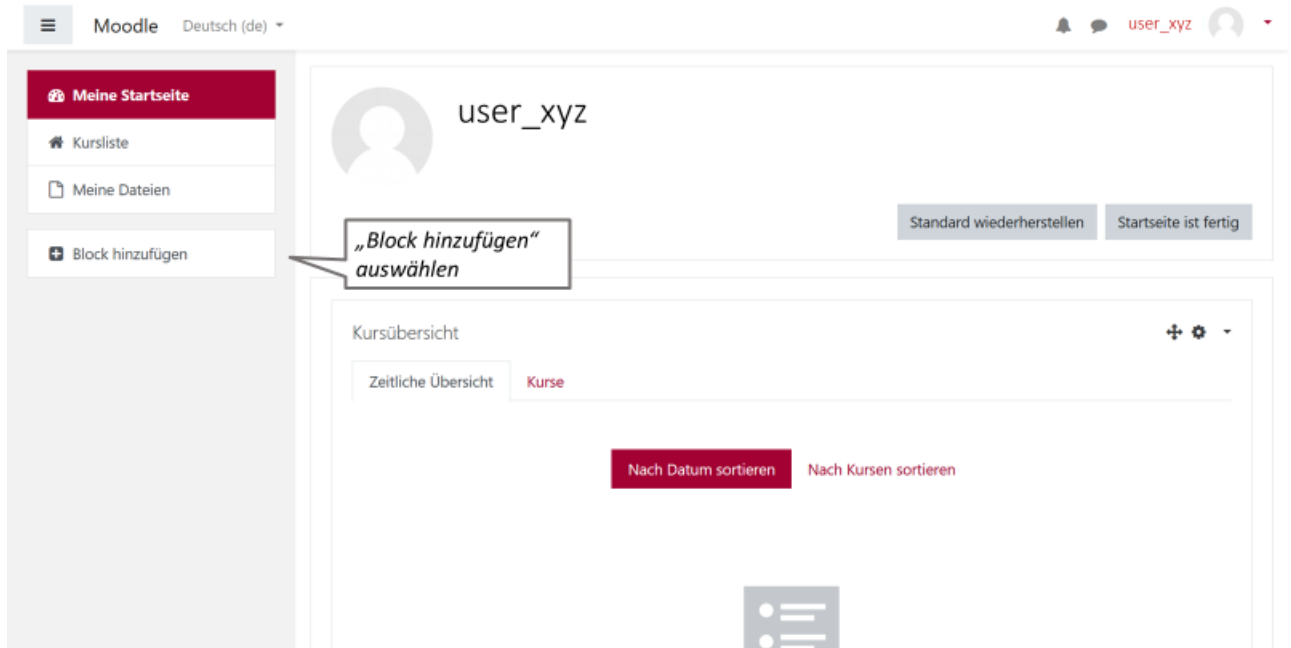 Moodle Deutsch (de) user_xyz
Meine Startseite
Kursliste
Meine Dateien
Block hinzufügen
user_xyz
Standard wiederherstellen Startseite ist fertig
„Block hinzufügen“
auswählen
Kursübersicht
Zeitliche Übersicht Kurse
Nach Datum sortieren Nach Kursen sortieren